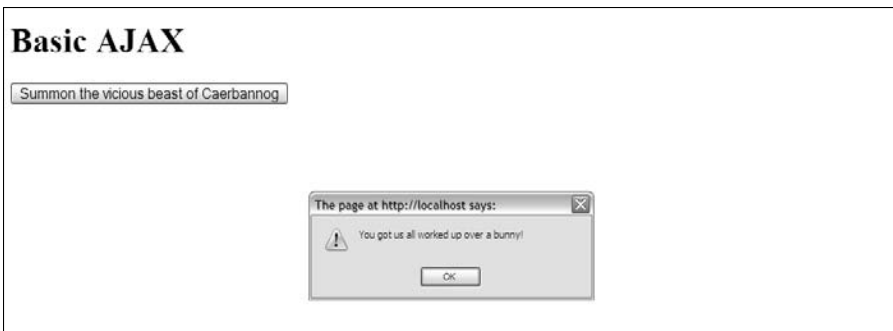 Basic AJAX
Summon the vicious beast of Caerbannog
The page at http://localhost says:
You got us all worked up over a bunny!
OK